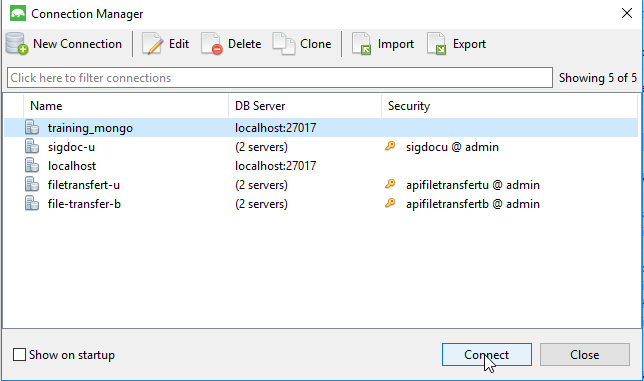 Connection Manager
New Connection Edit Delete Clone Import Export
Click here to filter connections Showing 5 of 5
Name DB Server Security
training_mongo localhost:27017
sigdoc-u (2 servers) sigdocu @ admin
localhost localhost:27017
filetransfert-u (2 servers) apifiletransfertu @ admin
file-transfer-b (2 servers) apifiletransfertb @ admin
Show on startup Connect Close